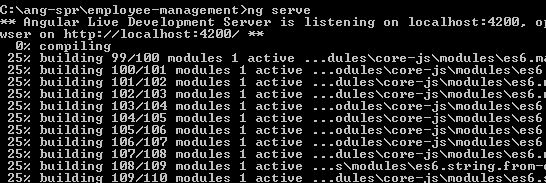 C:\ang-spr\employee-management>ng serve
** Angular Live Development Server is listening on localhost:4200, op
wser on http://localhost:4200/ **
0% compiling
25% building 99/100 modules 1 active ...dules\core-js\modules\es6.ma
25% building 100/101 modules 1 active ...odules\core-js\modules\es6
25% building 101/102 modules 1 active ...odules\core-js\modules\es6
25% building 102/103 modules 1 active ...odules\core-js\modules\es6
25% building 103/104 modules 1 active ...odules\core-js\modules\es6
25% building 104/105 modules 1 active ...odules\core-js\modules\es6
25% building 105/106 modules 1 active ...odules\core-js\modules\es6
25% building 106/107 modules 1 active ...odules\core-js\modules\es6
25% building 107/108 modules 1 active ...dules\core-js\modules\es6.
25% building 108/109 modules 1 active ...s\modules\es6.string.from-
25% building 109/110 modules 1 active ...dules\core-js\modules\es6.